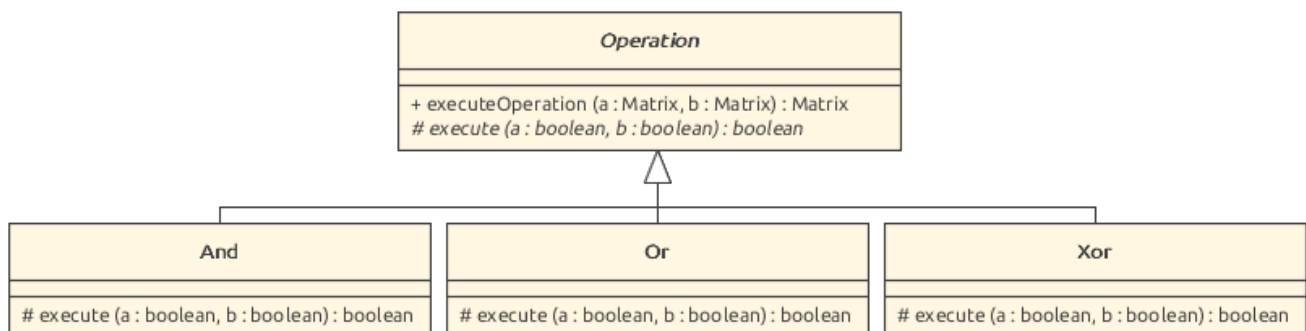 Operation
+ executeOperation (a : Matrix, b : Matrix) : Matrix
# execute (a : boolean, b : boolean) : boolean
And
# execute (a : boolean, b : boolean) : boolean
Or
# execute (a : boolean, b : boolean) : boolean
Xor
# execute (a : boolean, b : boolean) : boolean